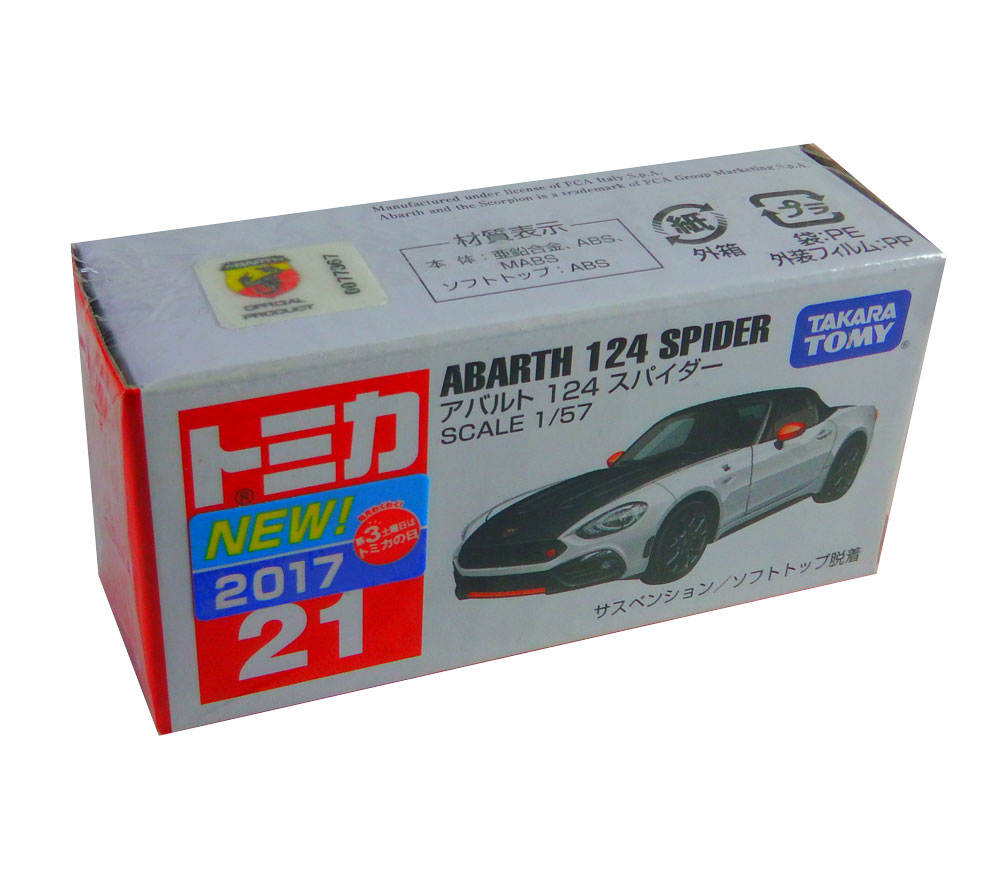 Manufactured under license of FCA Italy S.p.A.
Abarth and the Scorpion is a trademark of FCA Group Marketing S.p.A.
材質表示
本 体:亜鉛合金、ABS、
MABS
ソフトトップ:ABS
紙
外箱
プラ
袋:PE
外装フィルム:PP
ABARTH
OFFICIAL
PRODUCT
TAKARA
TOMY®
ABARTH 124 SPIDER
アバルト 124 スパイダー
SCALE 1/57
トミカ
®
NEW!
2017
第3土曜日は
トミカの日
21
サスペンション/ソフトトップ脱着